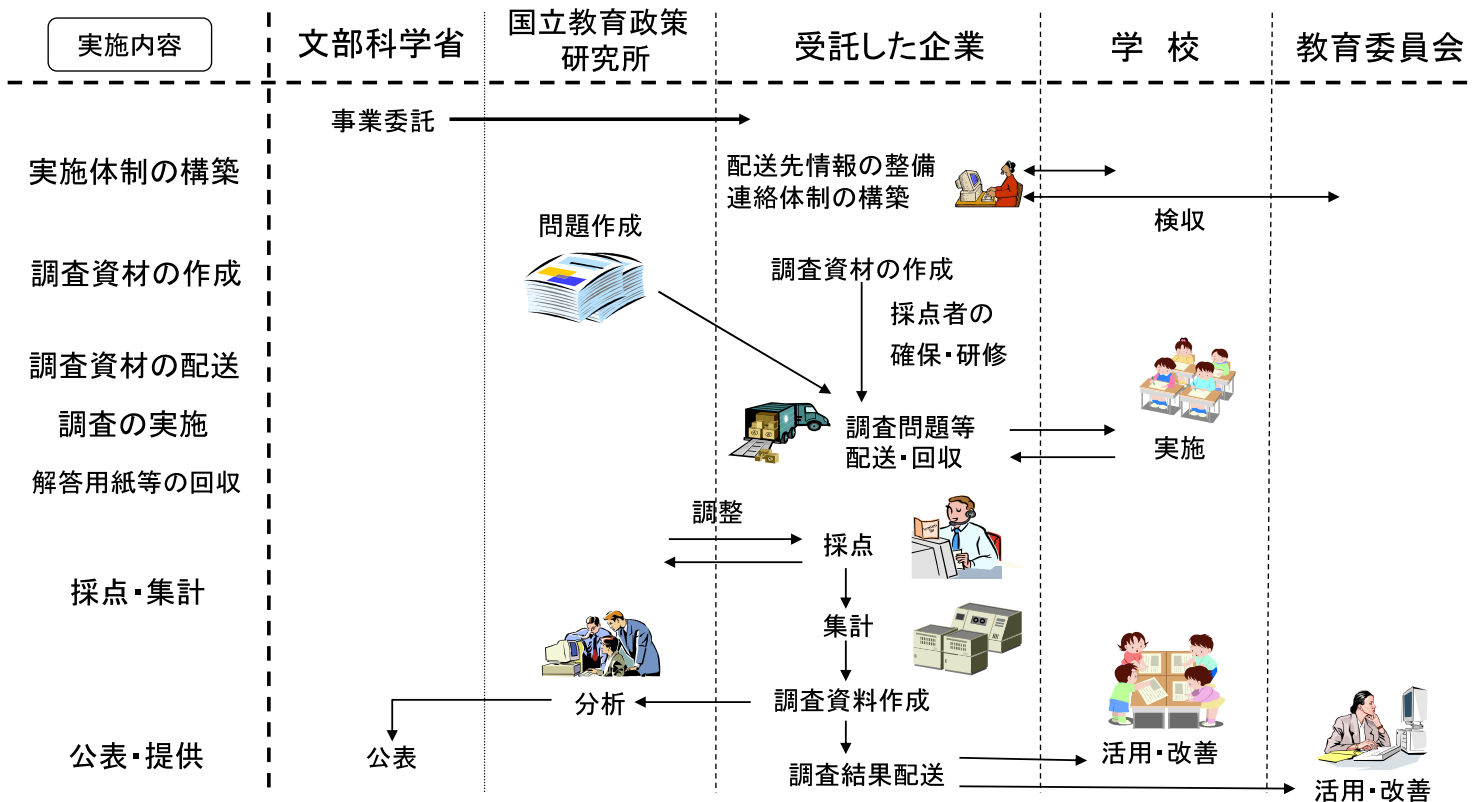 実施内容
文部科学省
国立教育政策
研究所
受託した企業
学 校
教育委員会
事業委託
実施体制の構築
配送先情報の整備
連絡体制の構築
検収
問題作成
調査資材の作成
調査資材の作成
採点者の
確保・研修
調査資材の配送
調査の実施
調査問題等
配送・回収
実施
解答用紙等の回収
調整
採点
採点・集計
集計
分析
調査資料作成
公表・提供
公表
調査結果配送
活用・改善
活用・改善